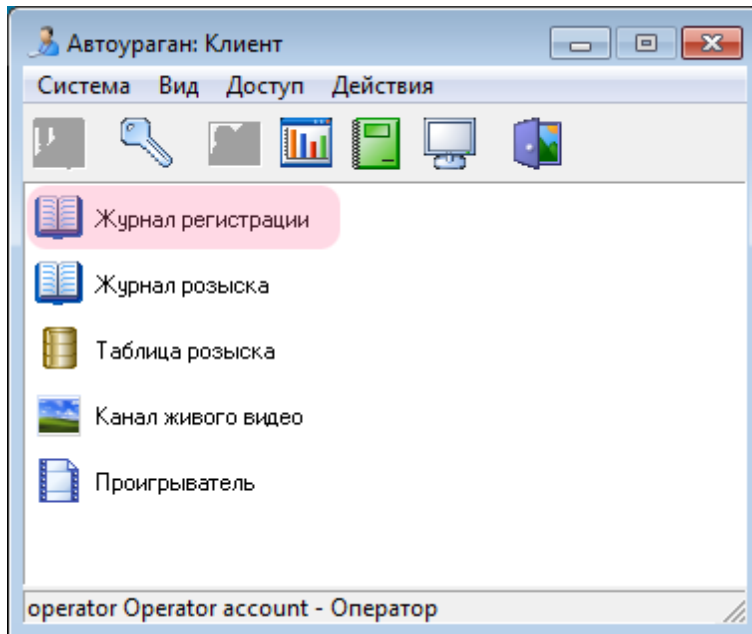 Автоураган: Клиент
Система Вид Доступ Действия
Журнал регистрации
Журнал розыска
Таблица розыска
Канал живого видео
Проигрыватель
operator Operator account - Оператор